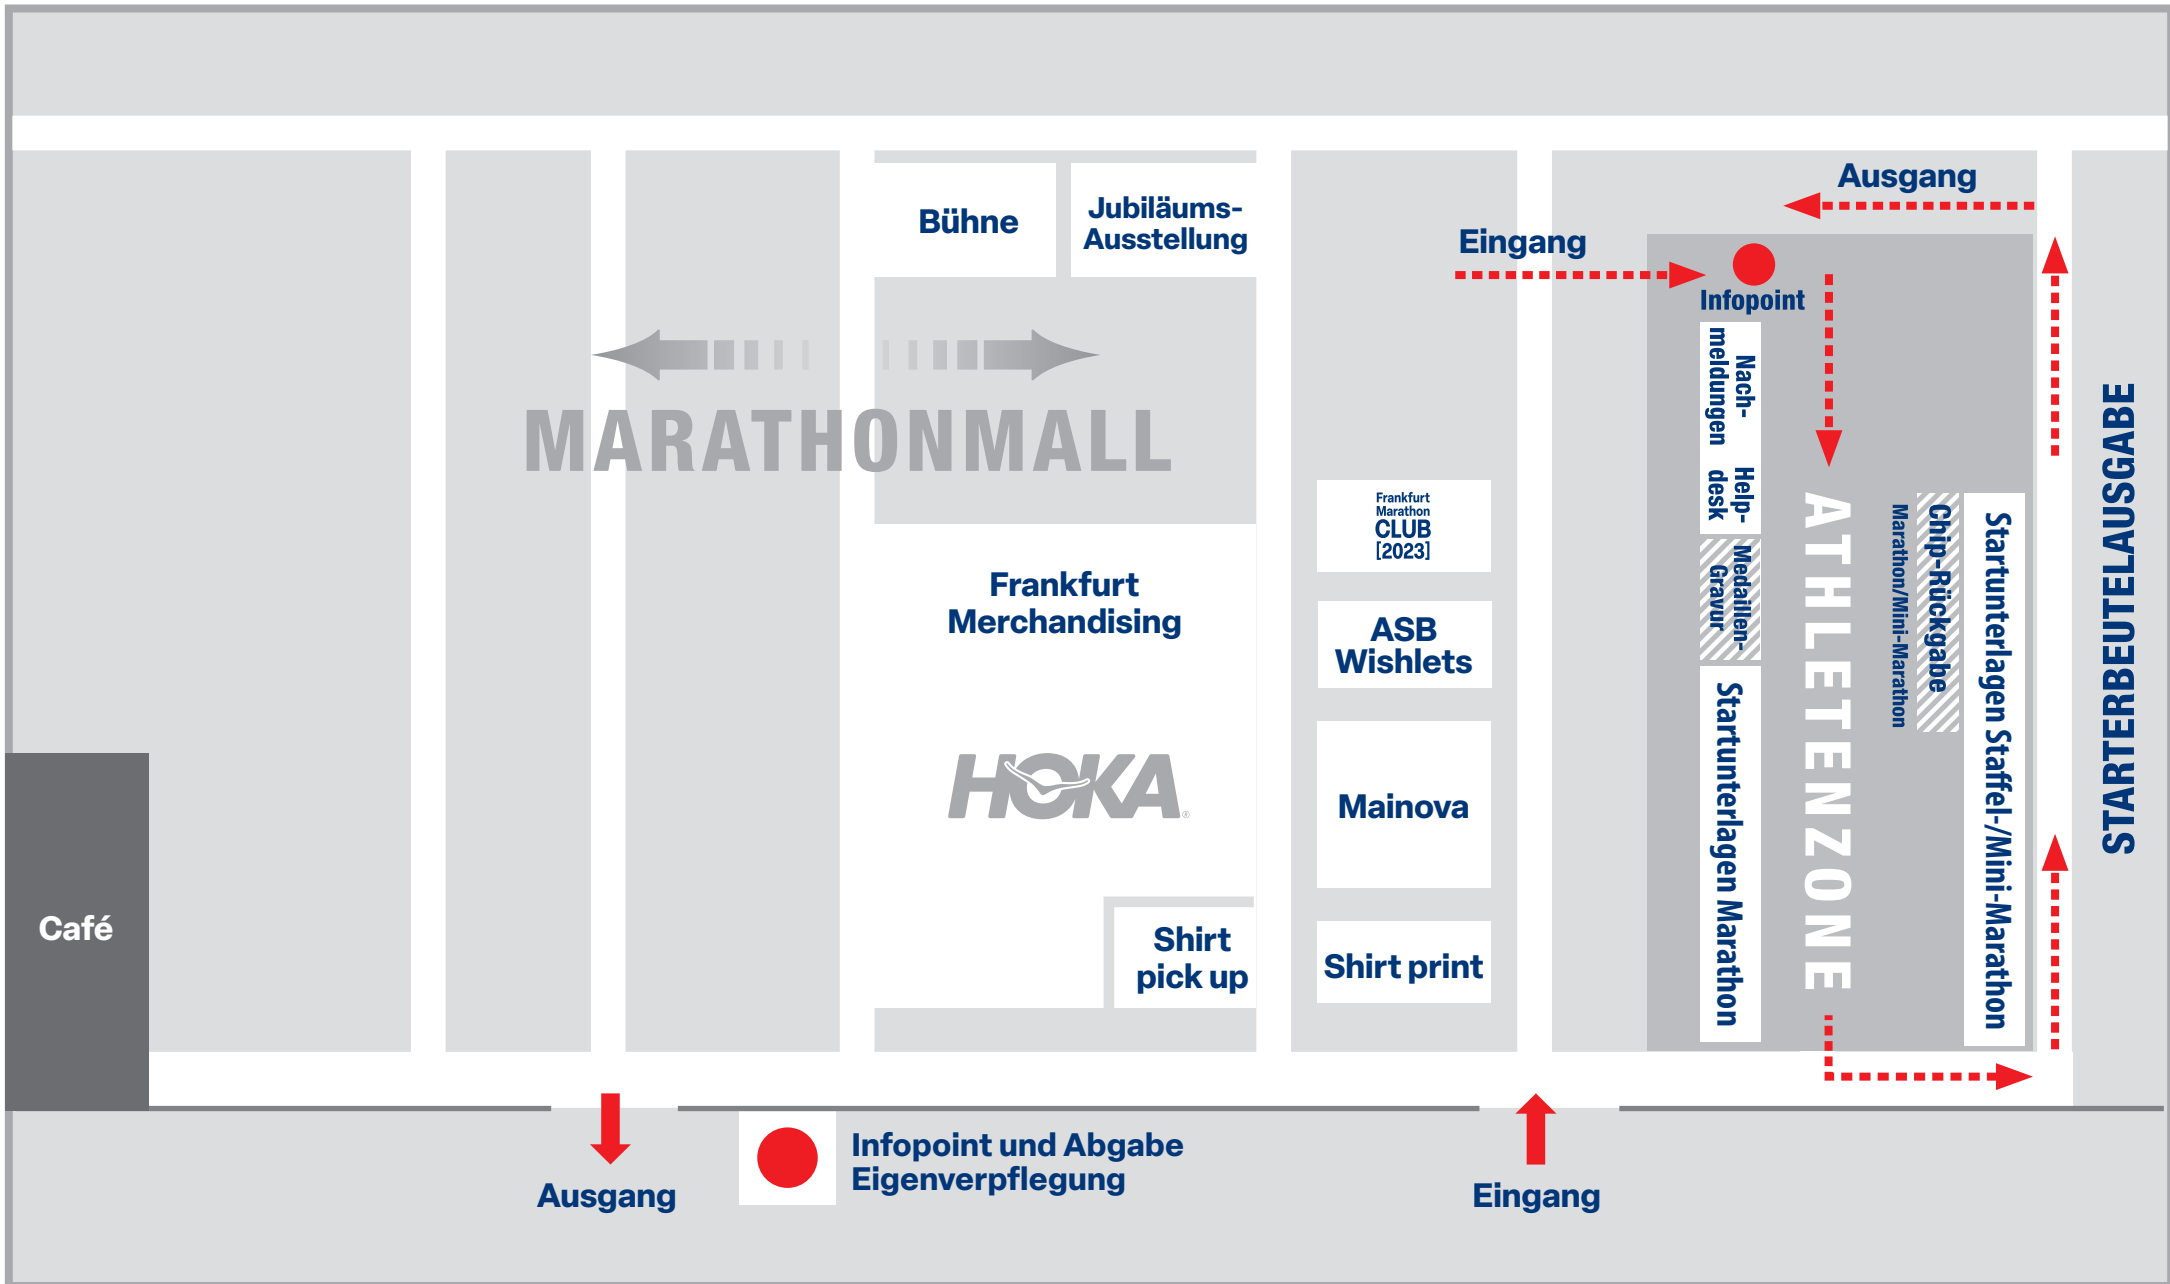 Ausgang
Bühne
Jubiläums-
Ausstellung
Eingang
Infopoint
Nach-
meldungen
Help-
desk
MARATHONMALL
Frankfurt
Marathon
CLUB
[2023]
Frankfurt
Merchandising
ASB
Wishlets
Medaillen-
Gravur
ATHLETENZONE
Marathon/Mini-Marathon
Chip-Rückgabe
Startunterlagen Staffel-/Mini-Marathon
STARTERBEUTELAUSGABE
Startunterlagen Marathon
HOKA®
Mainova
Café
Shirt
pick up
Shirt print
Infopoint und Abgabe
Eigenverpflegung
Ausgang
Eingang